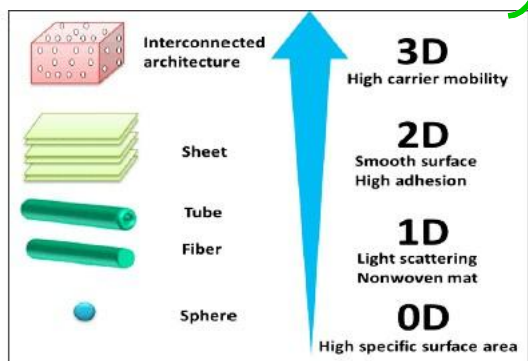 Interconnected
architecture
3D
High carrier mobility
Sheet
2D
Smooth surface
High adhesion
Tube
Fiber
1D
Light scattering
Nonwoven mat
Sphere
0D
High specific surface area